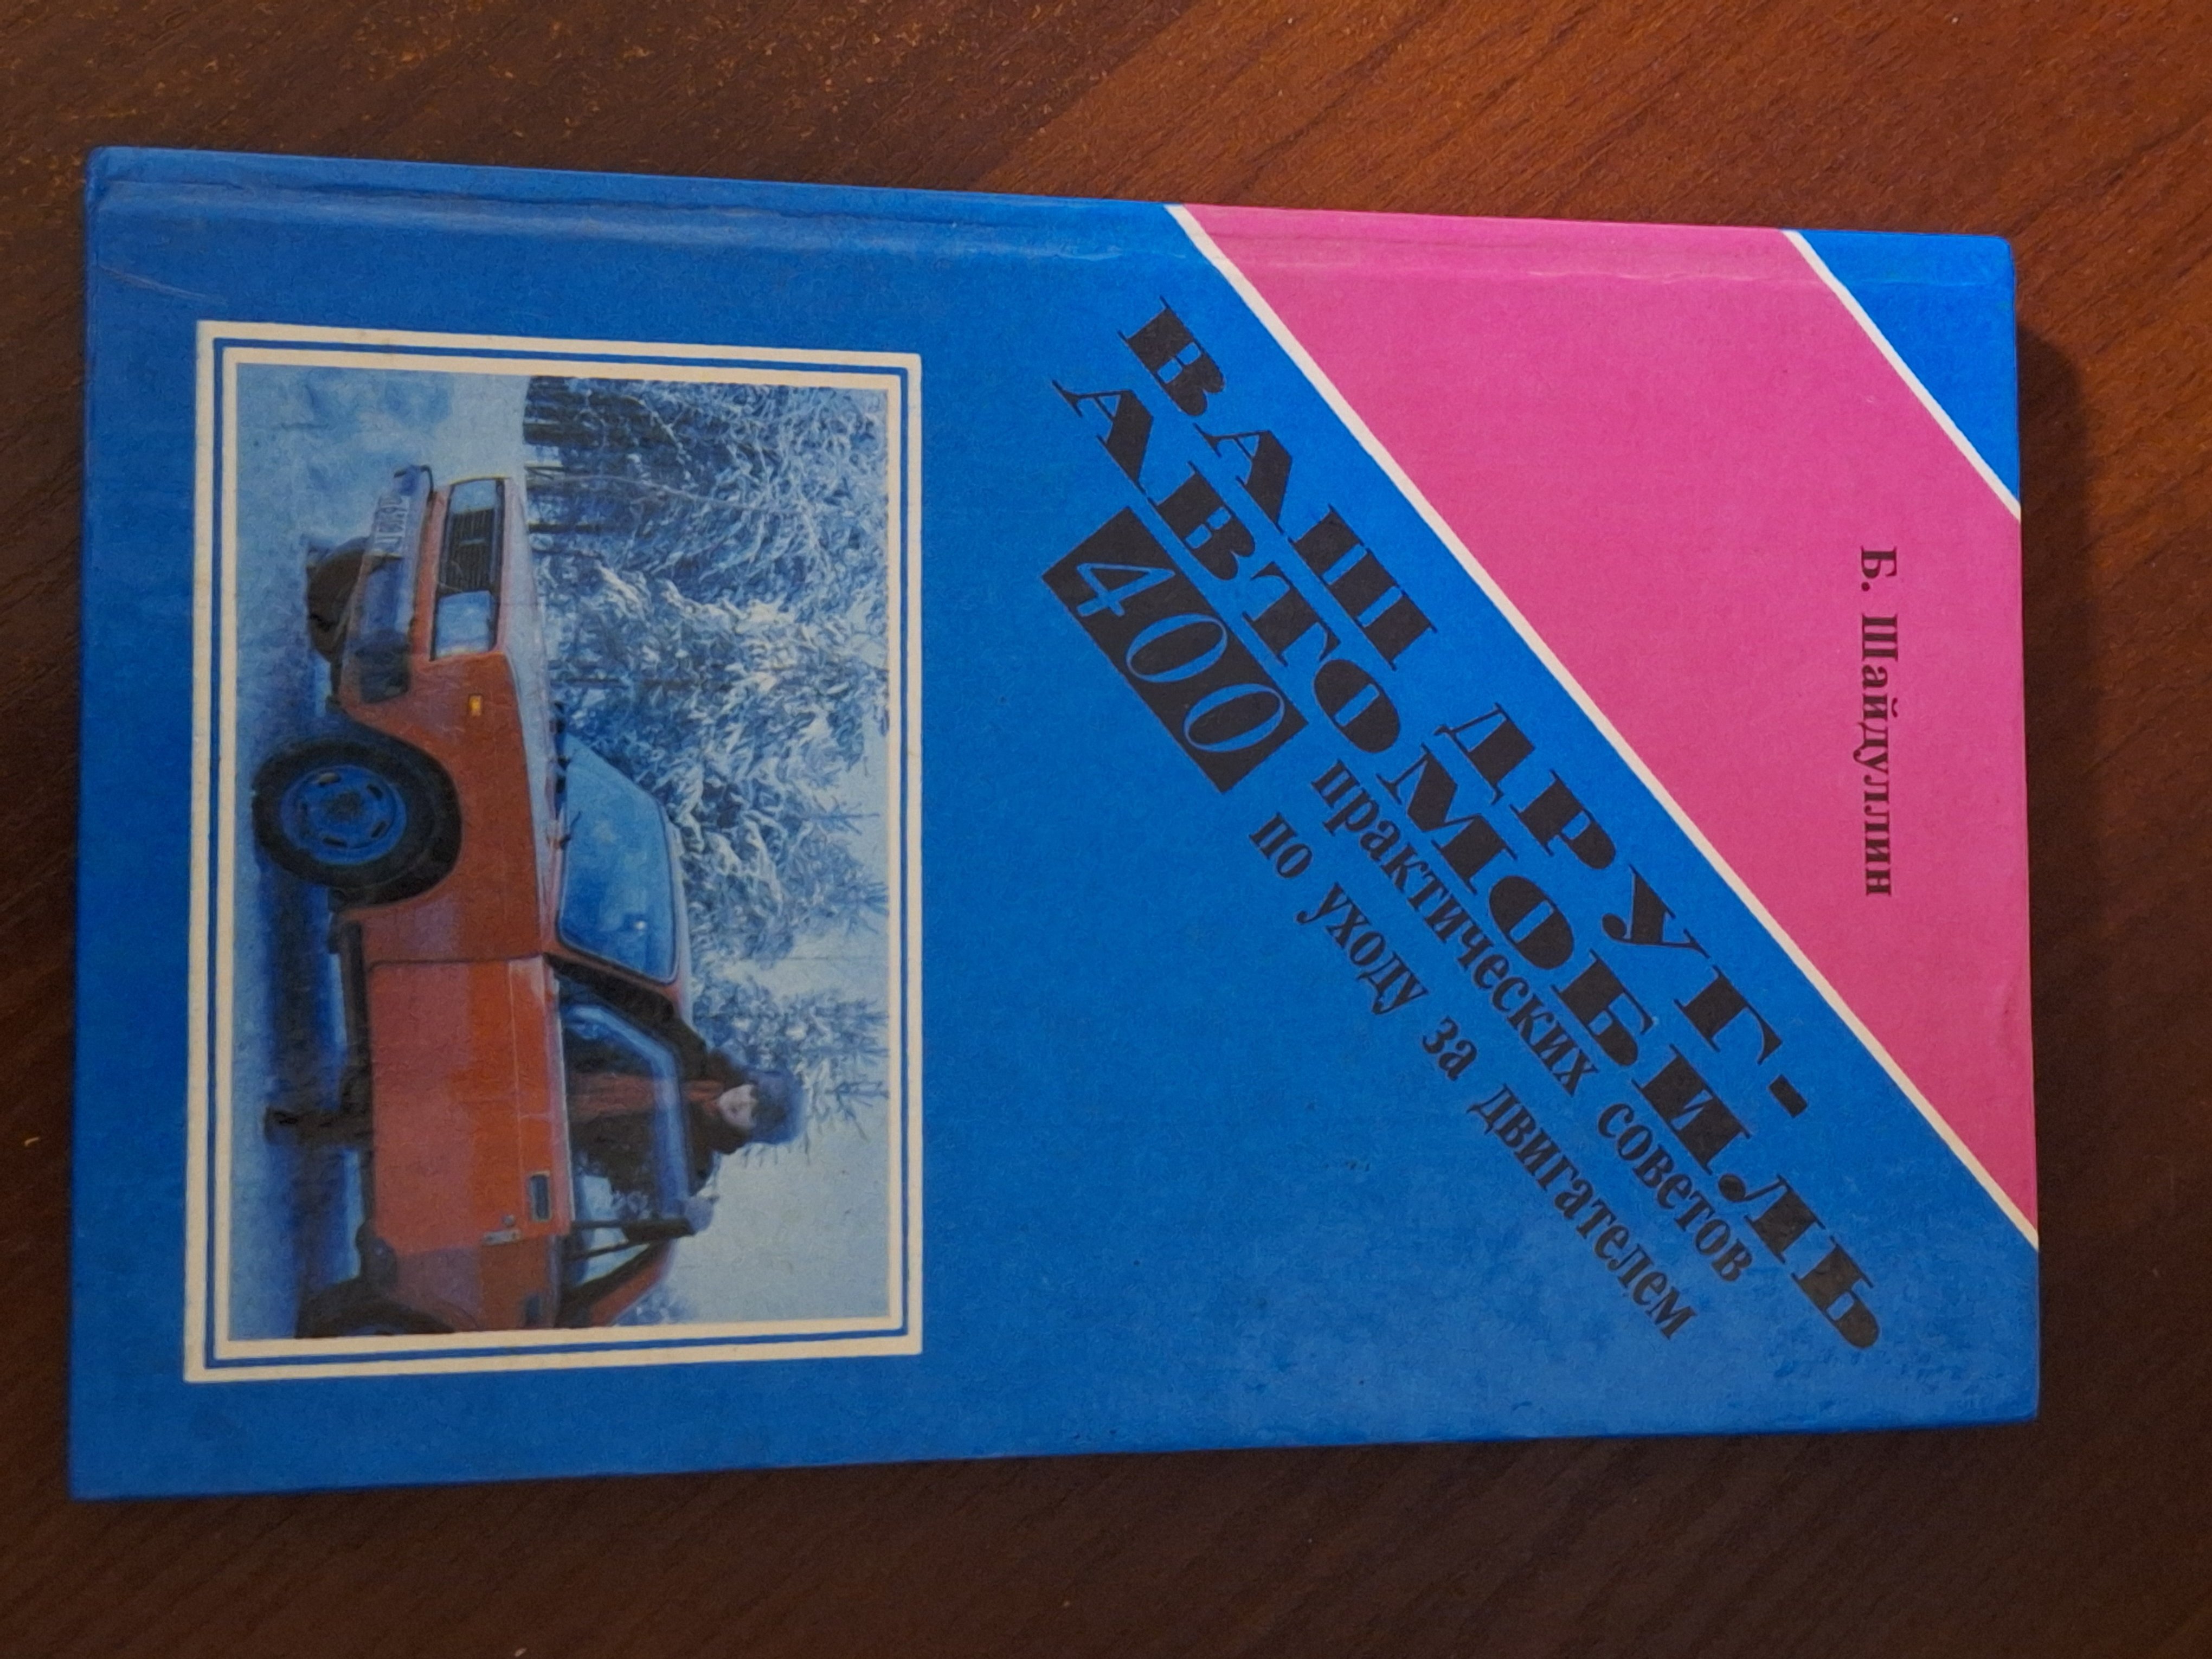 Б. Шайдуллин
ВАШ ДРУГ-
АВТОМОБИЛЬ
400 практических советов
по уходу за двигателем